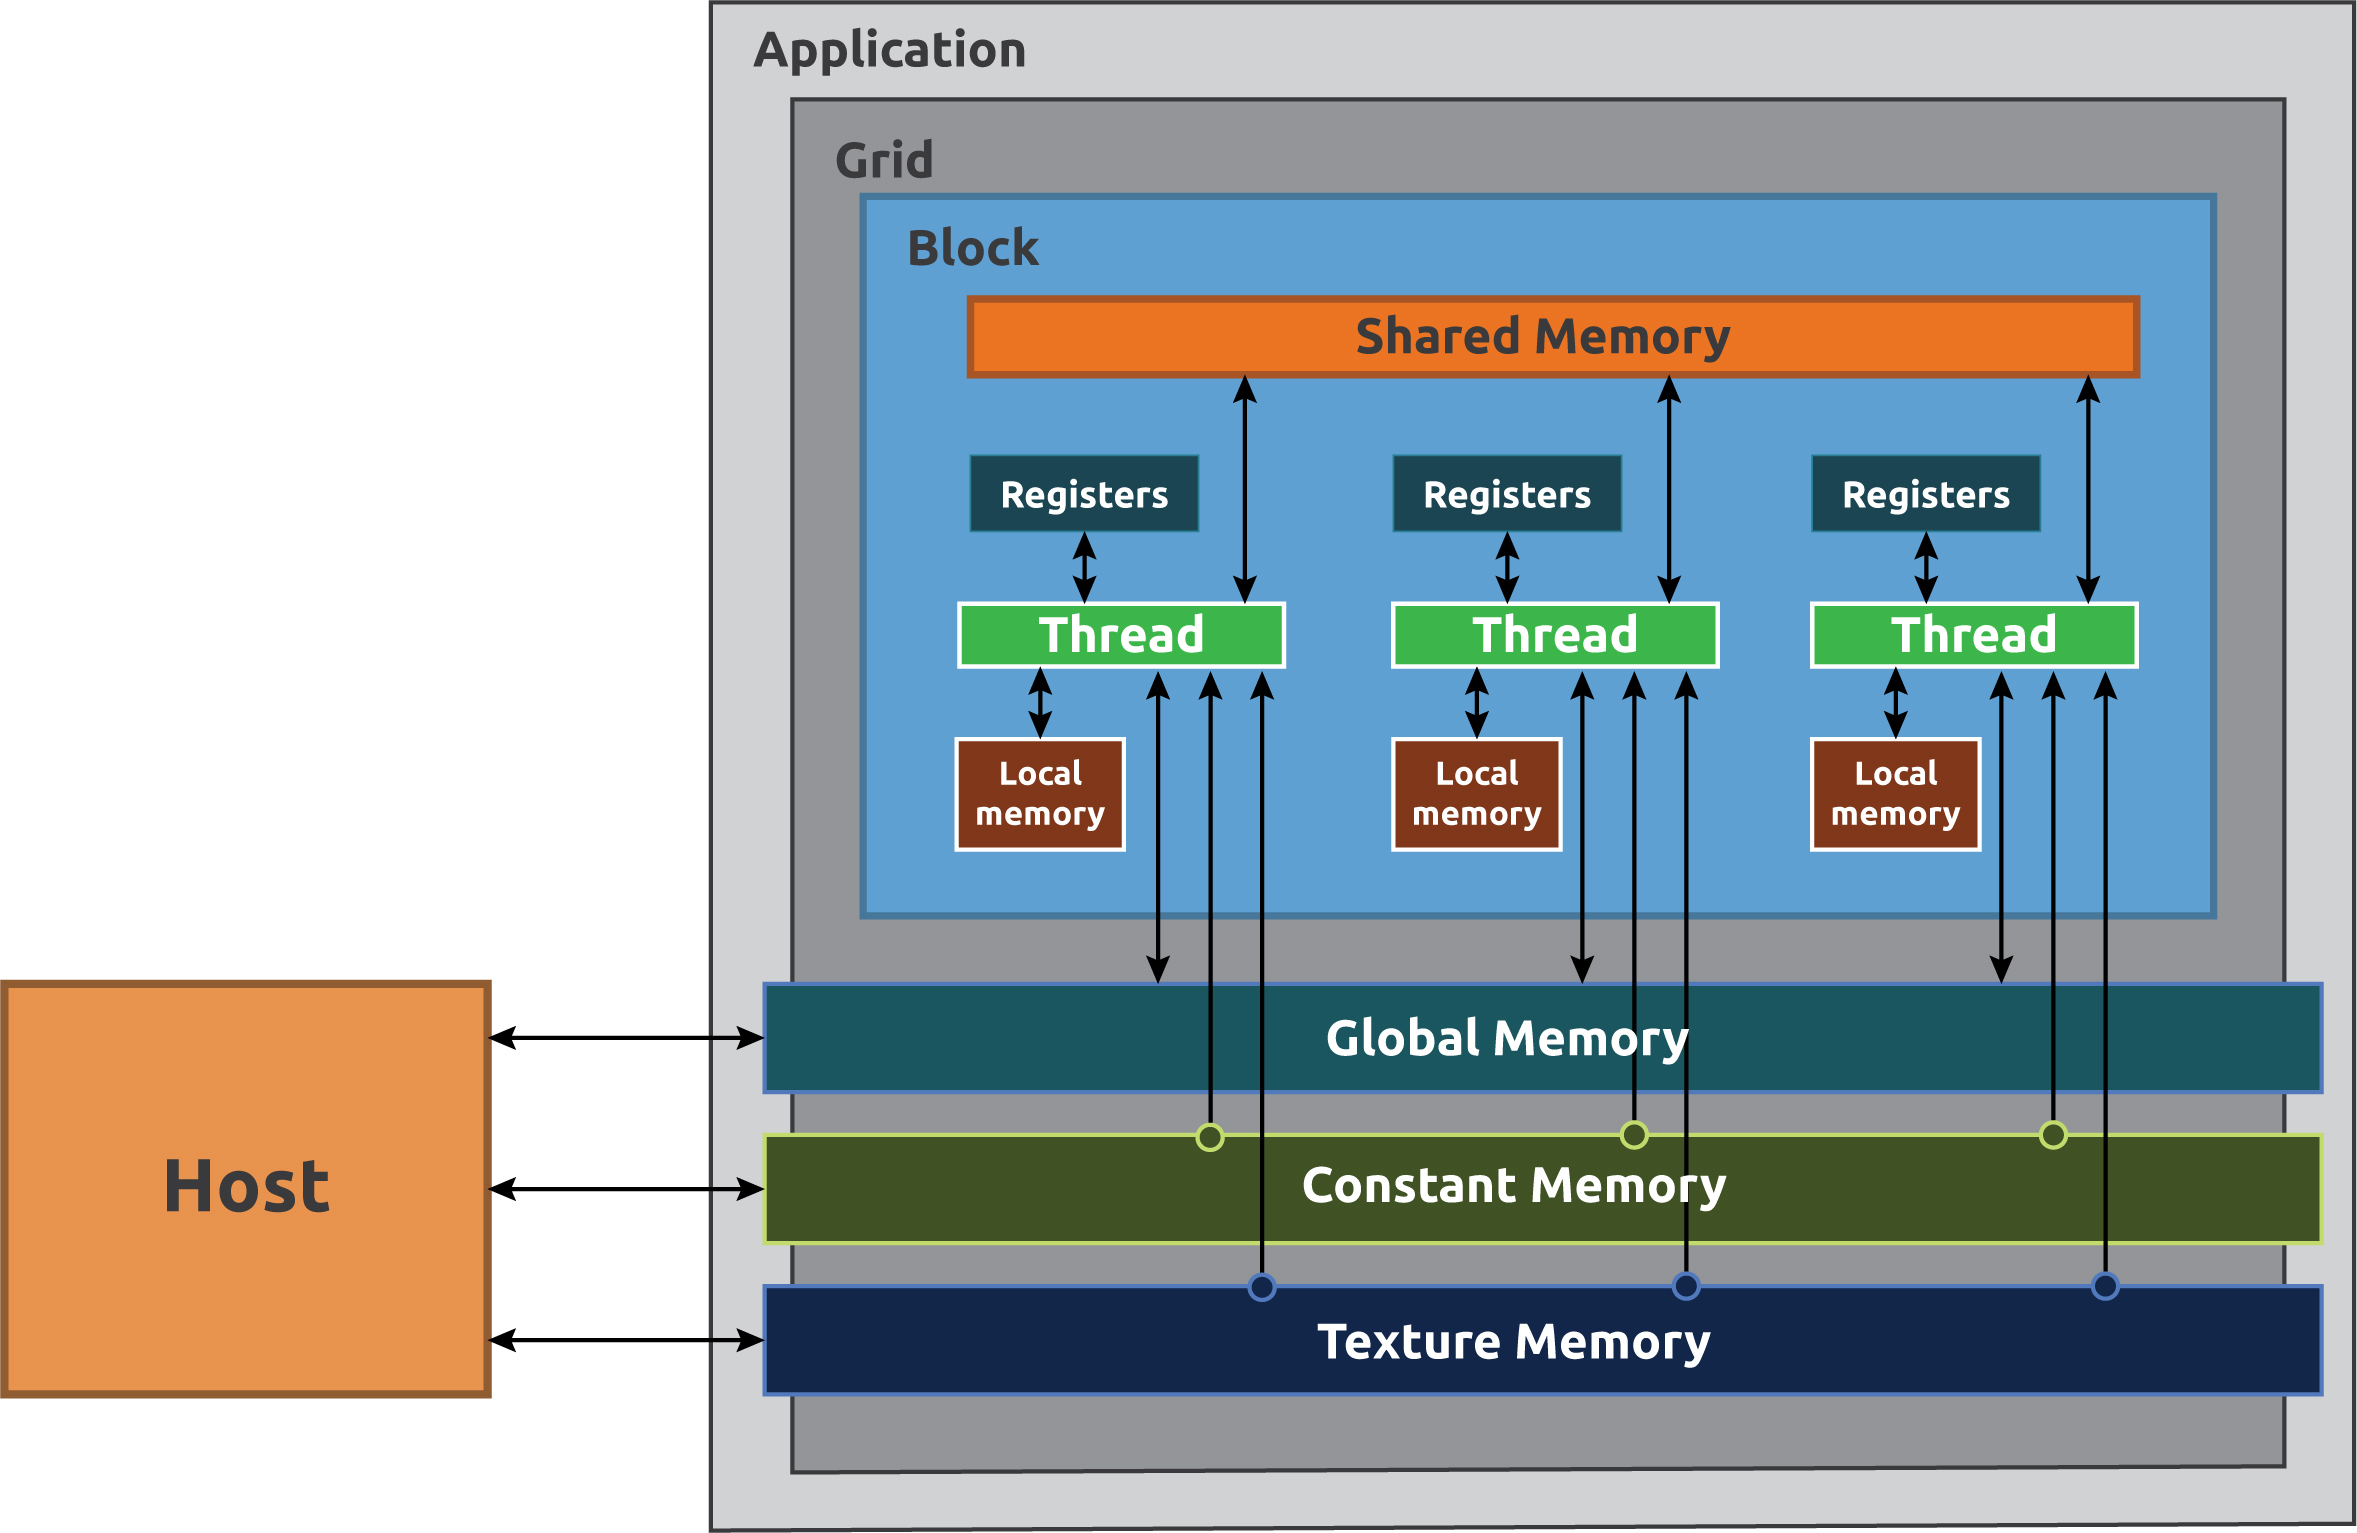 Application
Grid
Block
Shared Memory
Registers
Registers
Registers
Thread
Thread
Thread
Local
memory
Local
memory
Local
memory
Global Memory
Host
Constant Memory
Texture Memory